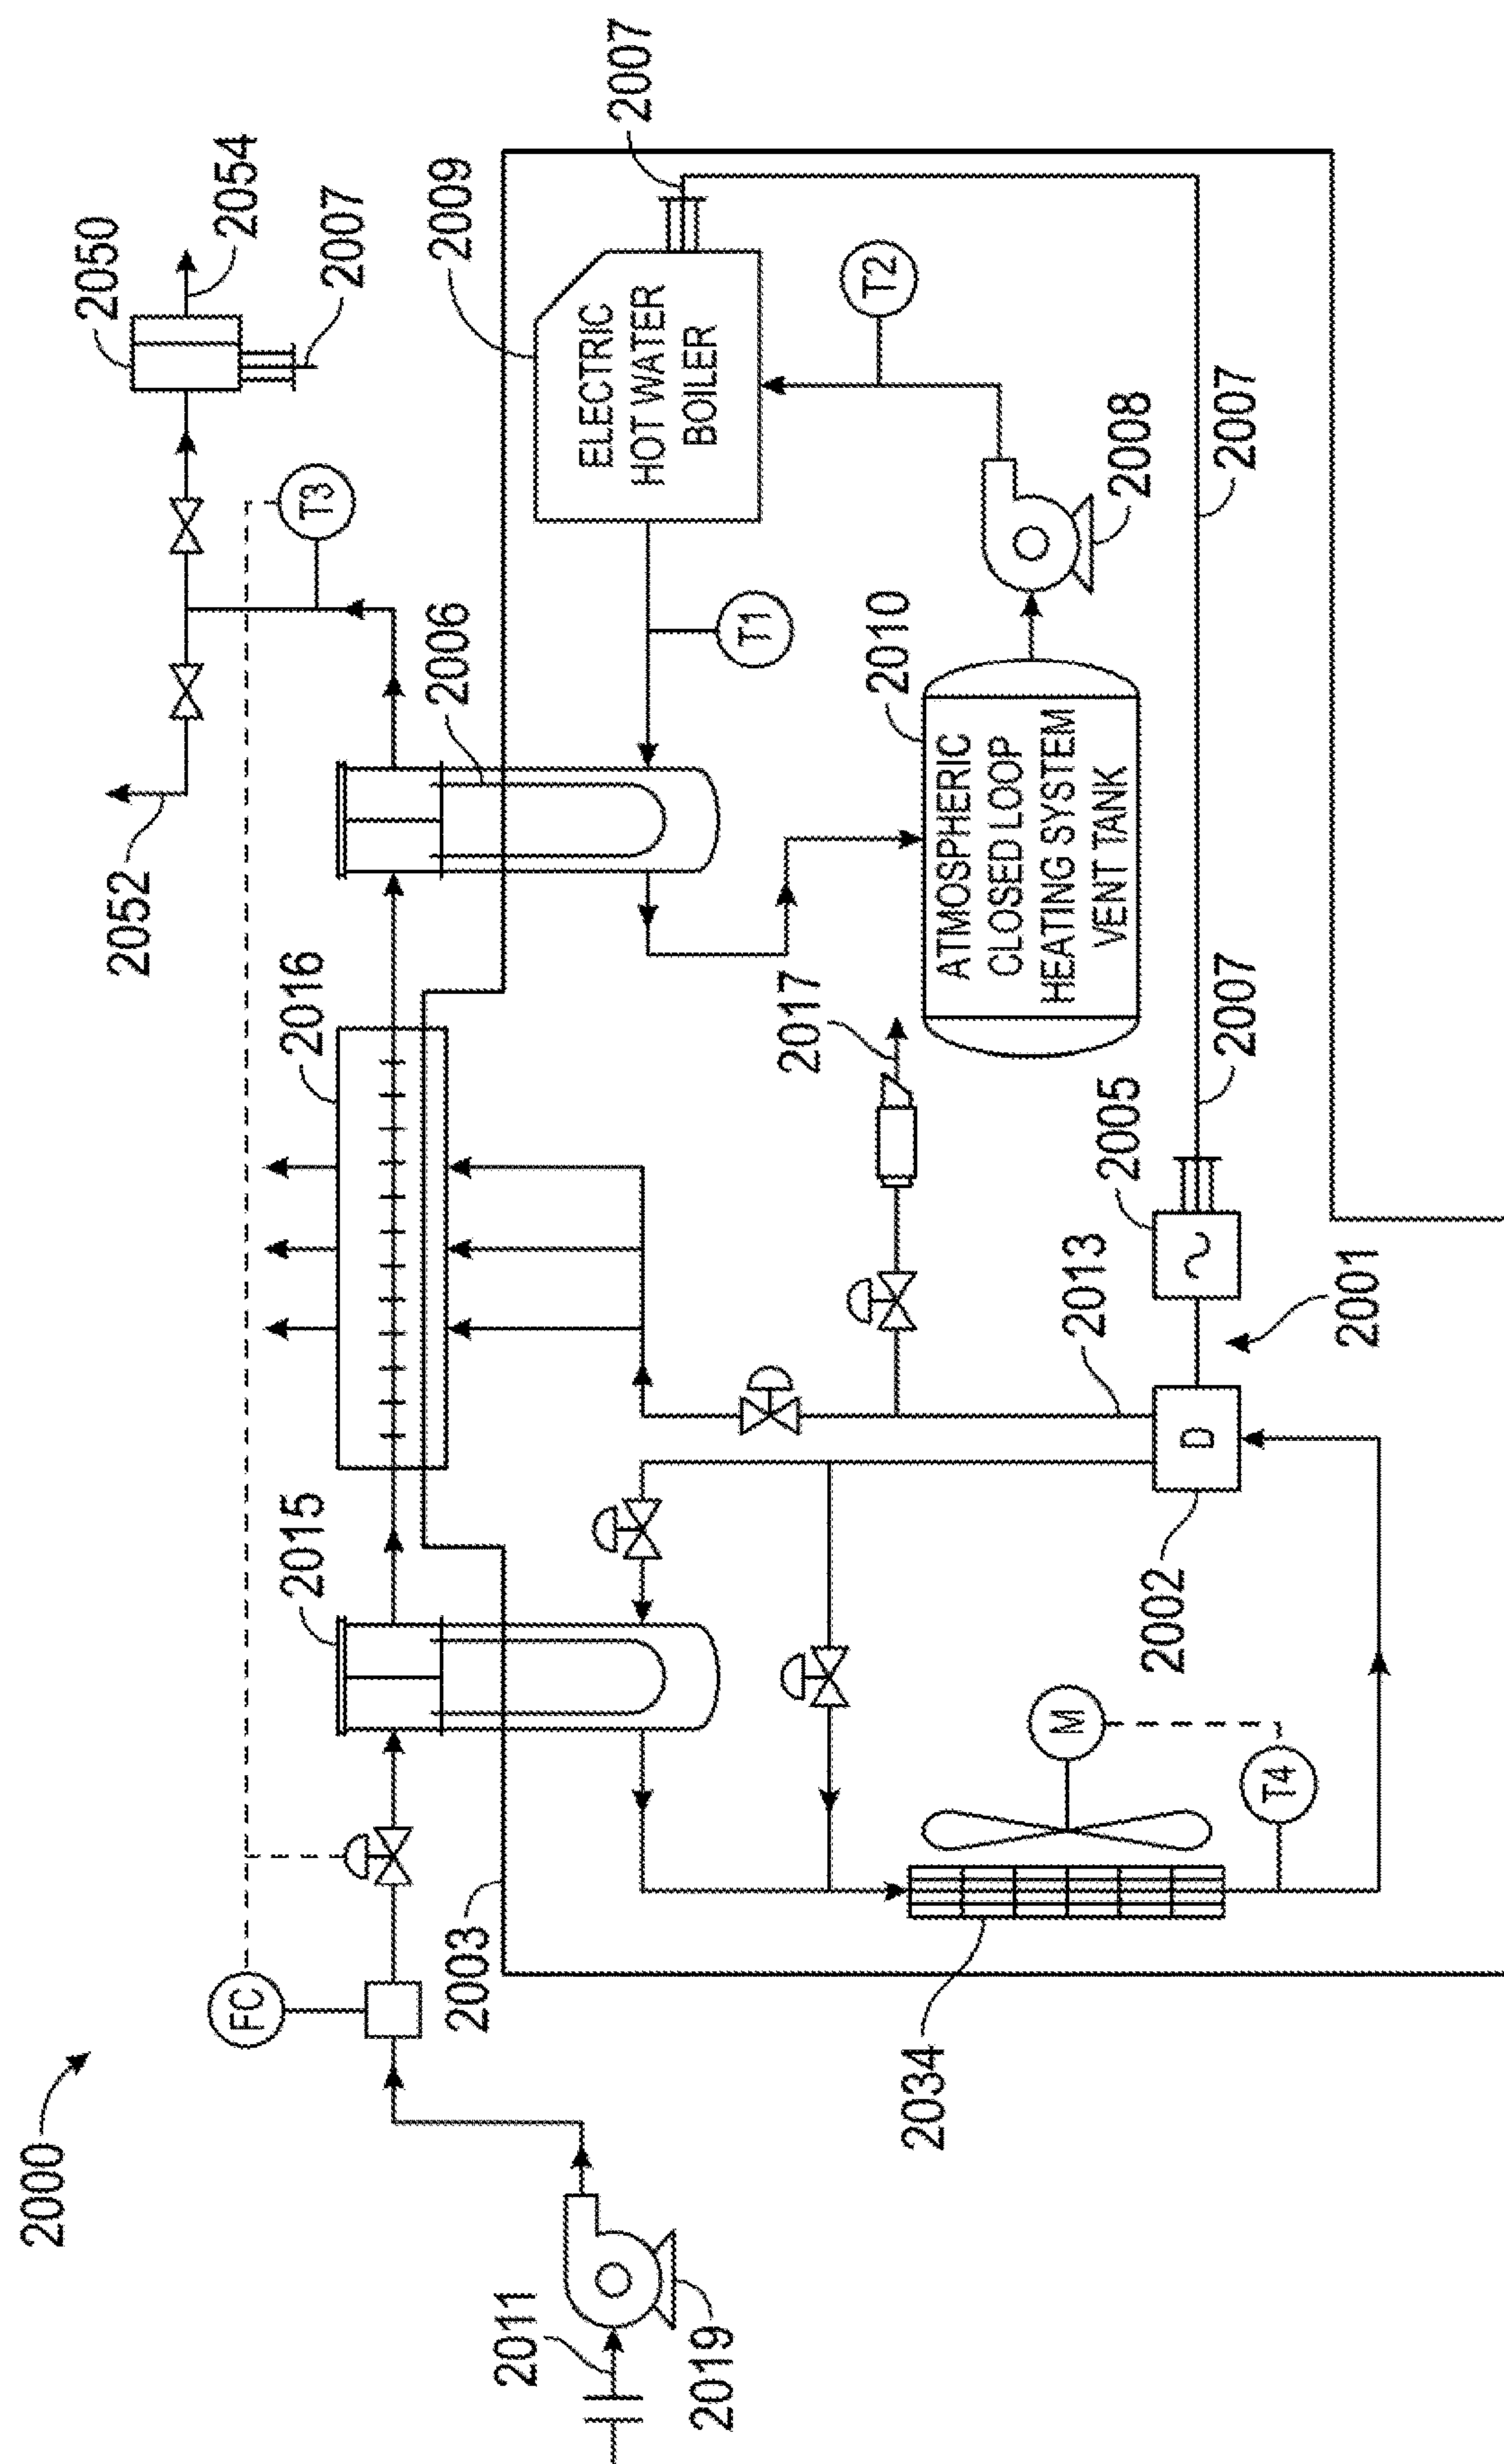 2000
2011
2019
FC
2003
2015
2016
2052
2006
T3
2050
2054
2007
2009
2007
ELECTRIC
HOT WATER
BOILER
T1
T2
2008
2007
2010
ATMOSPHERIC
CLOSED LOOP
HEATING SYSTEM
VENT TANK
2017
2007
2005
2013
2001
D
2002
M
T4
2034